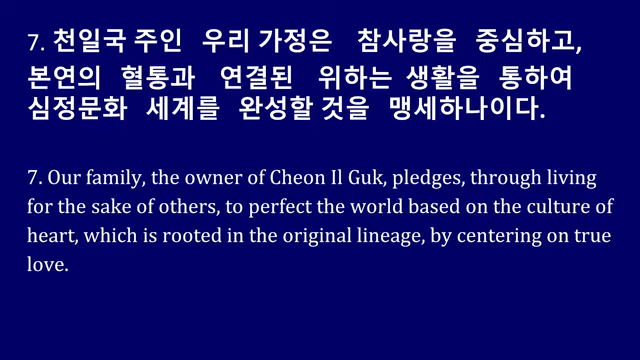 7. 천일국 주인 우리 가정은 참사랑을 중심하고,
본연의 혈통과 연결된 위하는 생활을 통하여
심정문화 세계를 완성할 것을 맹세하나이다.
7. Our family, the owner of Cheon Il Guk, pledges, through living
for the sake of others, to perfect the world based on the culture of
heart, which is rooted in the original lineage, by centering on true
love.